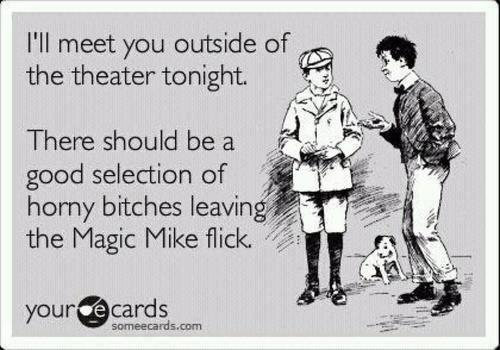 I'll meet you outside of
the theater tonight.
There should be a
good selection of
horny bitches leaving
the Magic Mike flick.
your e cards
someecards.com